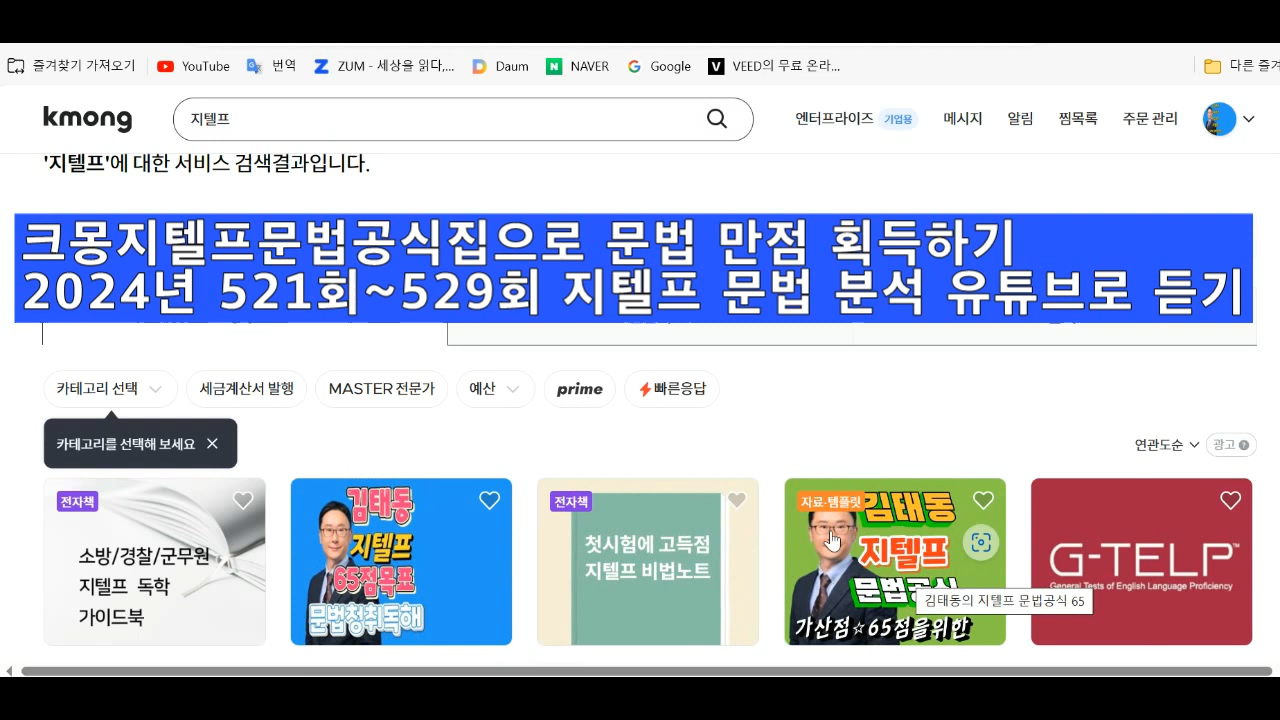 즐겨찾기 가져오기 YouTube 번역 ZUM - 세상을 읽다,... Daum NAVER Google VEED의 무료 온라... 다른 즐겨
kmong 지텔프 엔터프라이즈 기업용 메시지 알림 찜목록 주문 관리
'지텔프'에 대한 서비스 검색결과입니다.
크몽지텔프문법공식집으로 문법 만점 획득하기
2024년 521회~529회 지텔프 문법 분석 유튜브로 듣기
카테고리 선택 세금계산서 발행 MASTER 전문가 예산 prime 빠른응답
카테고리를 선택해 보세요
연관도순 광고
전자책
소방/경찰/군무원
지텔프 독학
가이드북
김태동
지텔프
65점목표
문법청취독해
전자책
첫시험에 고득점
지텔프 비법노트
자료·템플릿
김태동
지텔프
문법공식
가산점☆65점을위한
김태동의 지텔프 문법공식 65
G-TELP™
General Tests of English Language Proficiency